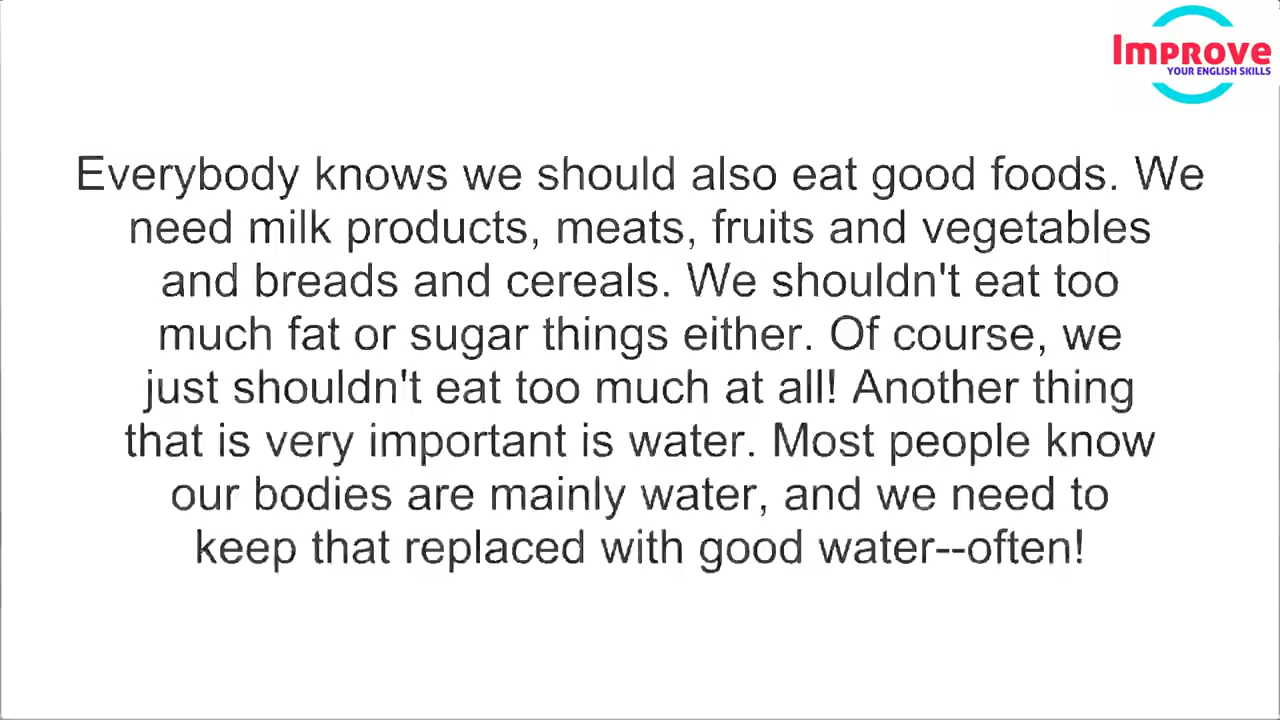 Improve
YOUR ENGLISH SKILLS
Everybody knows we should also eat good foods. We
need milk products, meats, fruits and vegetables
and breads and cereals. We shouldn't eat too
much fat or sugar things either. Of course, we
just shouldn't eat too much at all! Another thing
that is very important is water. Most people know
our bodies are mainly water, and we need to
keep that replaced with good water--often!